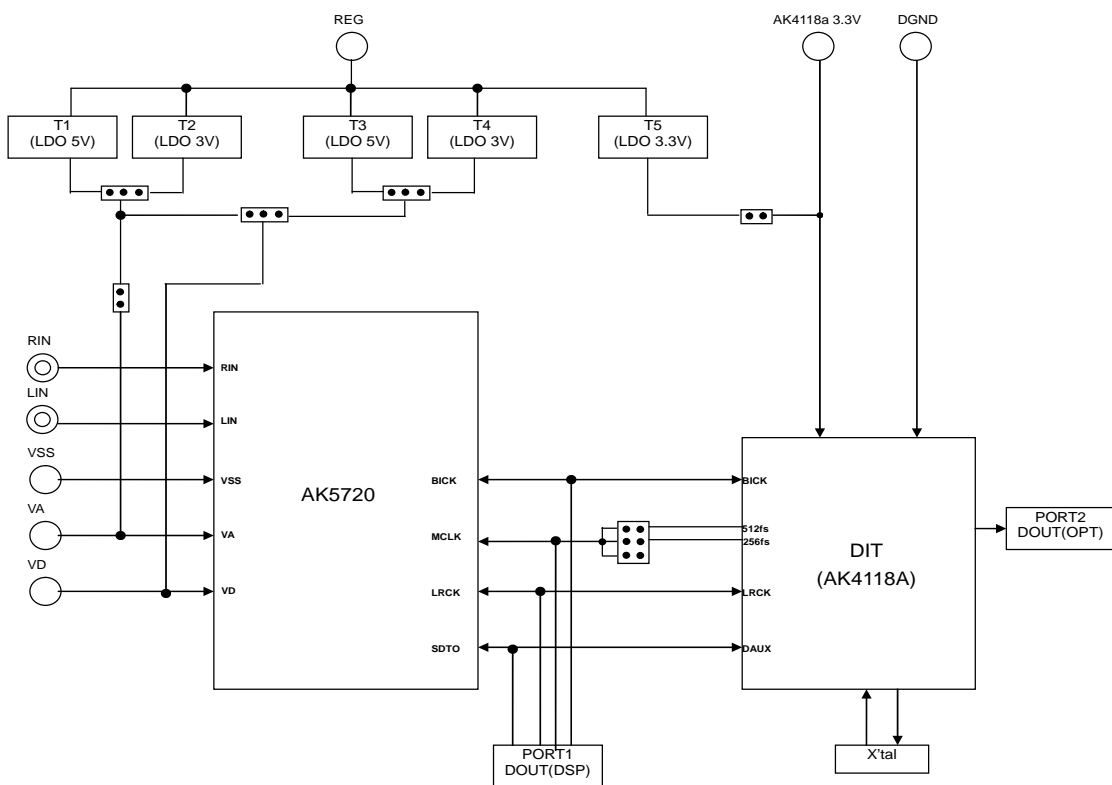 REG
AK4118a 3.3V
DGND
T1
(LDO 5V)
T2
(LDO 3V)
T3
(LDO 5V)
T4
(LDO 3V)
T5
(LDO 3.3V)
RIN
RIN
LIN
LIN
VSS
VSS
VA
VA
VD
VD
AK5720
BICK
MCLK
LRCK
SDTO
BICK
512fs
256fs
LRCK
DAUX
DIT
(AK4118A)
PORT2
DOUT(OPT)
PORT1
DOUT(DSP)
X'tal